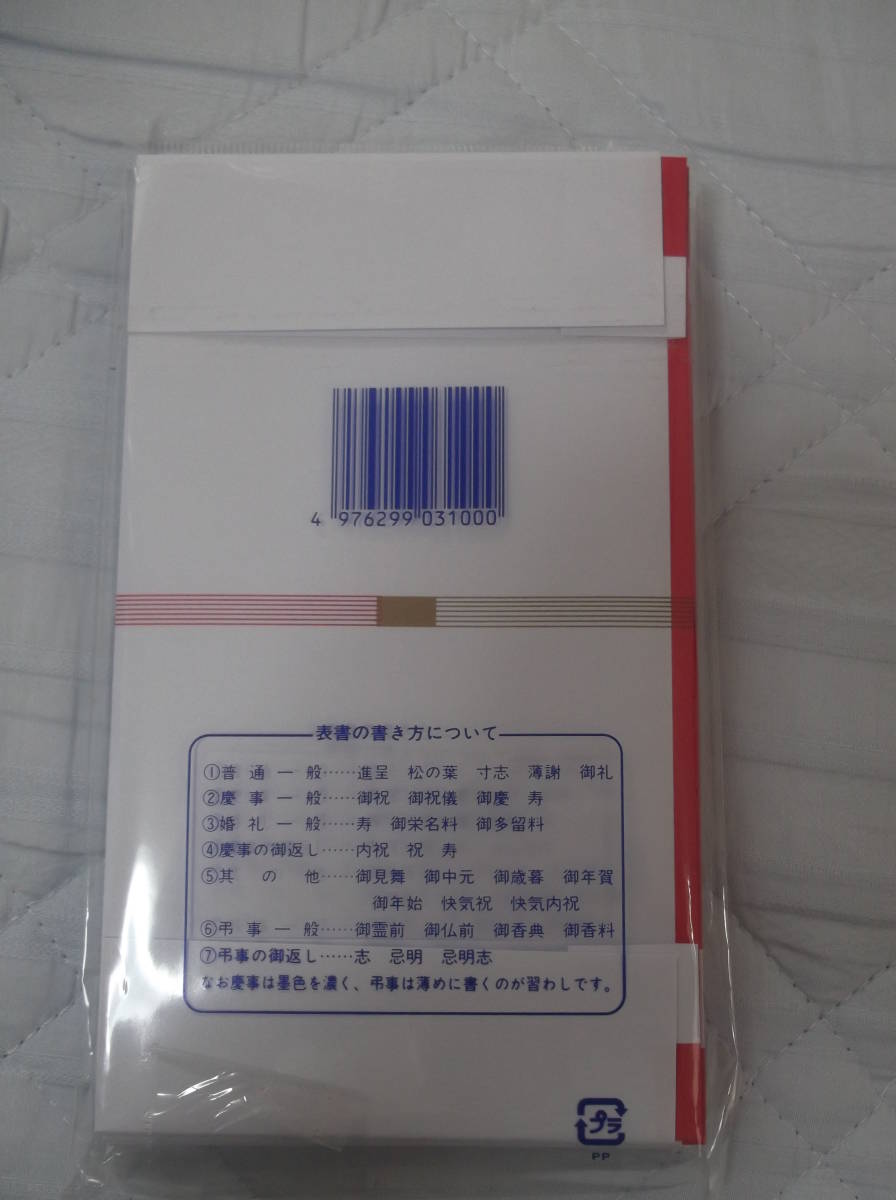 4 976299 031000
表書の書き方について
①普通一般……進呈 松の葉 寸志 薄謝 御礼
②慶事一般……御祝 御祝儀 御慶 寿
③婚礼一般……寿 御栄名料 御多留料
④慶事の御返し……内祝 祝 寿
⑤其の他……御見舞 御中元 御歳暮 御年賀
御年始 快気祝 快気内祝
⑥弔事一般……御霊前 御仏前 御香典 御香料
⑦弔事の御返し……志 忌明 忌明志
なお慶事は墨色を濃く、弔事は薄めに書くのが習わしです。
プラ
PP